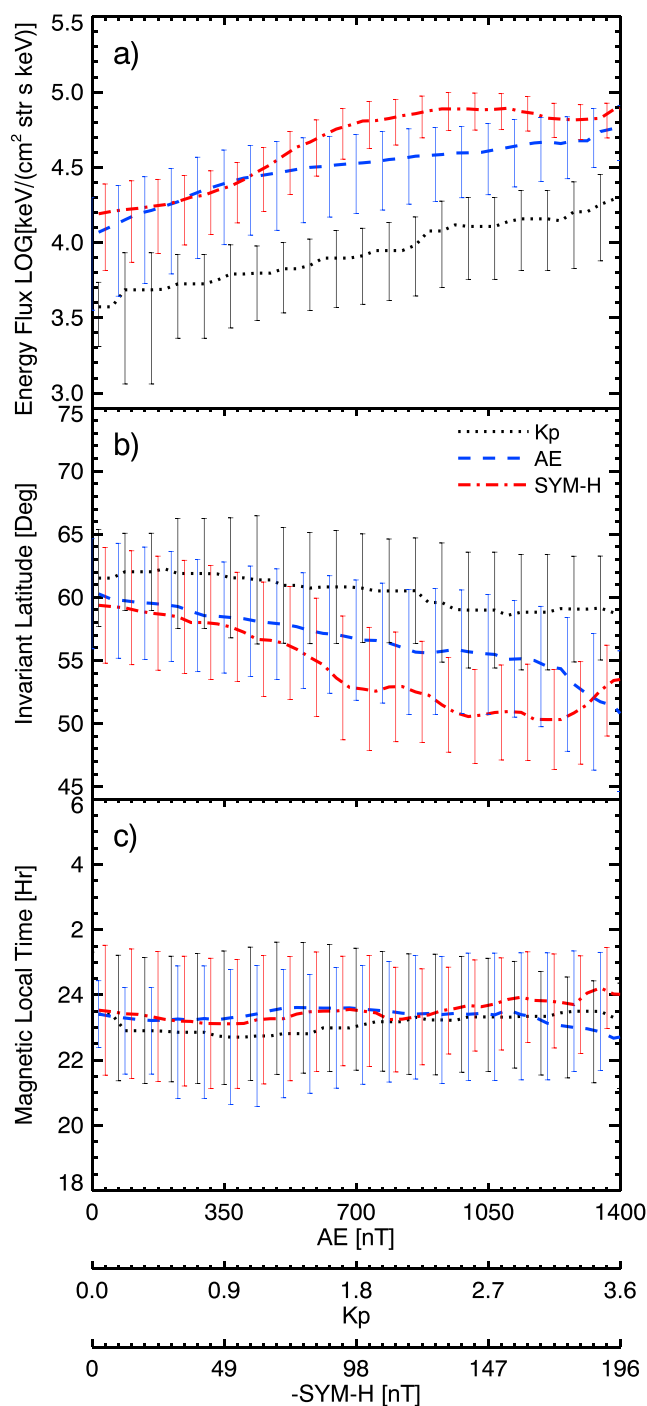 a)
Energy Flux LOG[keV/(cm² str s keV)]
5.5
5.0
4.5
4.0
3.5
3.0
b)
Kp
AE
SYM-H
Invariant Latitude [Deg]
75
70
65
60
55
50
45
c)
Magnetic Local Time [Hr]
6
4
2
24
22
20
18
0 350 700 1050 1400
AE [nT]
0.0 0.9 1.8 2.7 3.6
Kp
0 49 98 147 196
-SYM-H [nT]